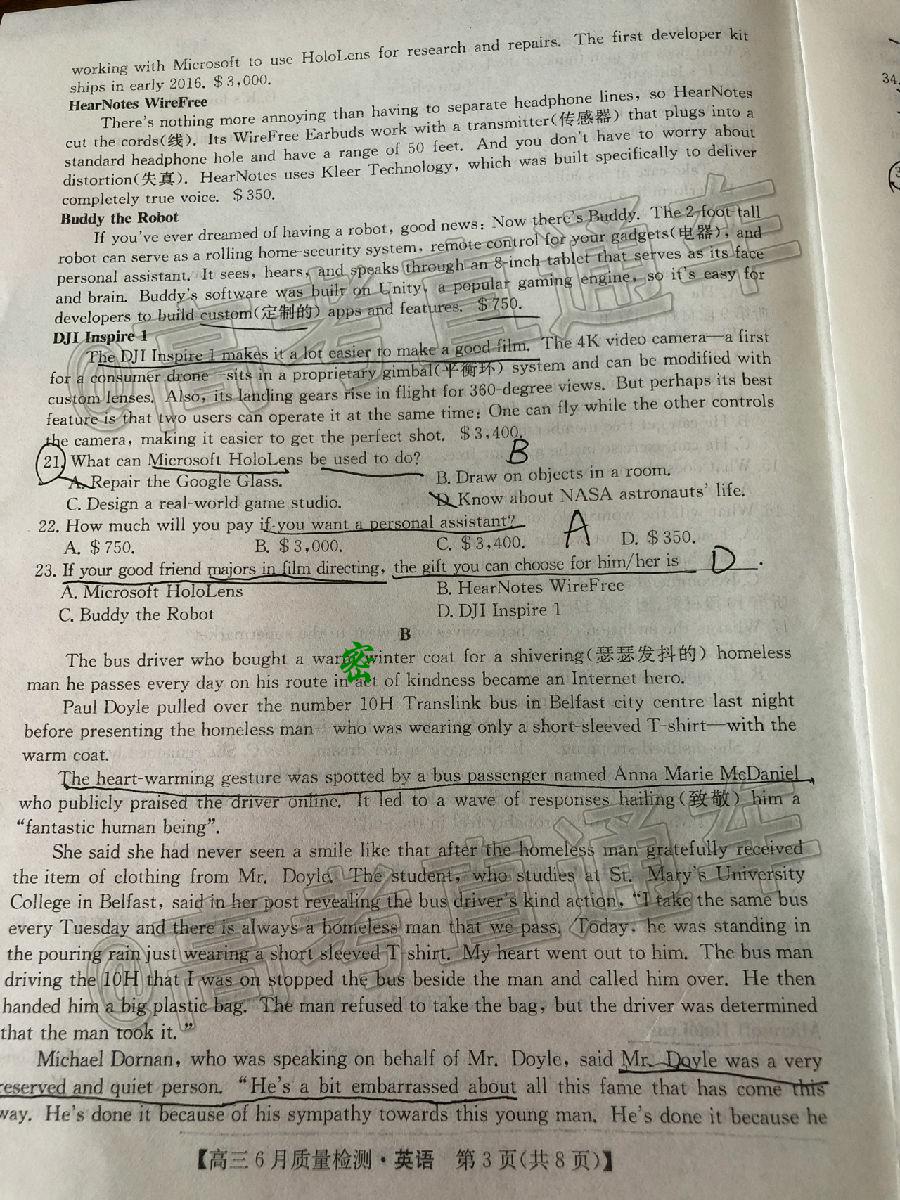 working with Microsoft to use HoloLens for research and repairs. The first developer kit
ships in early 2016. $3,000.
HearNotes WireFree
There's nothing more annoying than having to separate headphone lines, so HearNotes
cut the cords(线). Its WireFree Earbuds work with a transmitter(传感器) that plugs into a
standard headphone hole and have a range of 50 feet. And you don't have to worry about
distortion(失真). HearNotes uses Kleer Technology, which was built specifically to deliver
completely true voice. $350.
Buddy the Robot
If you've ever dreamed of having a robot, good news: Now there's Buddy. The 2-foot tall
robot can serve as a rolling home-security system, remote control for your gadgets(电器), and
personal assistant. It sees, hears, and speaks through an 8-inch tablet that serves as its face
and brain. Buddy's software was built on Unity, a popular gaming engine, so it's easy for
developers to build custom(定制的) apps and features. $750.
DJI Inspire 1
The DJI Inspire 1 makes it a lot easier to make a good film. The 4K video camera—a first
for a consumer drone—sits in a proprietary gimbal(平衡环) system and can be modified with
custom lenses. Also, its landing gears rise in flight for 360-degree views. But perhaps its best
feature is that two users can operate it at the same time: One can fly while the other controls
the camera, making it easier to get the perfect shot. $3,400.
21. What can Microsoft HoloLens be used to do? B
A. Repair the Google Glass. B. Draw on objects in a room.
C. Design a real-world game studio. D. Know about NASA astronauts' life.
22. How much will you pay if you want a personal assistant? A
A. $750. B. $3,000. C. $3,400. D. $350.
23. If your good friend majors in film directing, the gift you can choose for him/her is D.
A. Microsoft HoloLens B. HearNotes WireFree
C. Buddy the Robot D. DJI Inspire 1
B
The bus driver who bought a warm winter coat for a shivering(瑟瑟发抖的) homeless
man he passes every day on his route in act of kindness became an Internet hero.
密
Paul Doyle pulled over the number 10H Translink bus in Belfast city centre last night
before presenting the homeless man—who was wearing only a short-sleeved T-shirt—with the
warm coat.
The heart-warming gesture was spotted by a bus passenger named Anna Marie McDaniel,
who publicly praised the driver online. It led to a wave of responses hailing(致敬) him a
“fantastic human being”.
She said she had never seen a smile like that after the homeless man gratefully received
the item of clothing from Mr. Doyle. The student, who studies at St. Mary's University
College in Belfast, said in her post revealing the bus driver's kind action, “I take the same bus
every Tuesday and there is always a homeless man that we pass. Today, he was standing in
the pouring rain just wearing a short sleeved T shirt. My heart went out to him. The bus man
driving the 10H that I was on stopped the bus beside the man and called him over. He then
handed him a big plastic bag. The man refused to take the bag, but the driver was determined
that the man took it.”
Michael Dornan, who was speaking on behalf of Mr. Doyle, said Mr. Doyle was a very
reserved and quiet person. “He's a bit embarrassed about all this fame that has come this
way. He's done it because of his sympathy towards this young man. He's done it because he
【高三6月质量检测·英语 第3页(共8页)】
@高考直通车
@高考直通车
34.